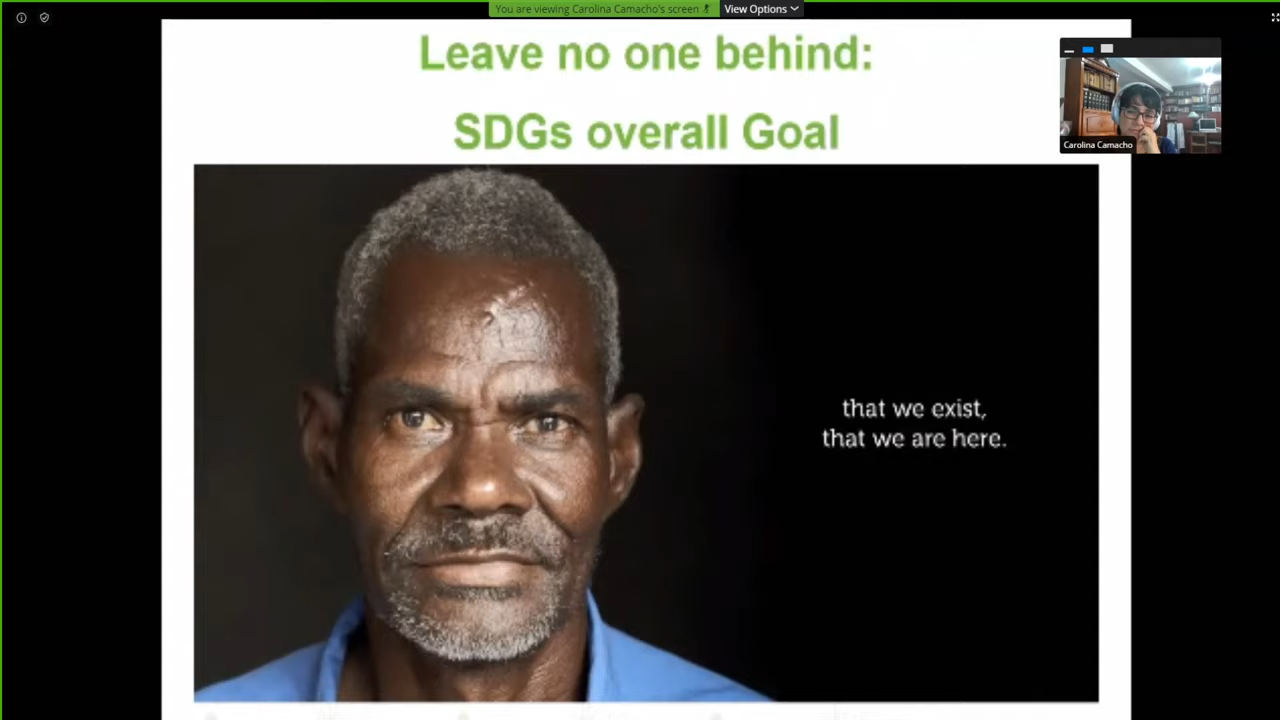 You are viewing Carolina Camacho's screen
View Options
Leave no one behind:
SDGs overall Goal
Carolina Camacho
that we exist,
that we are here.